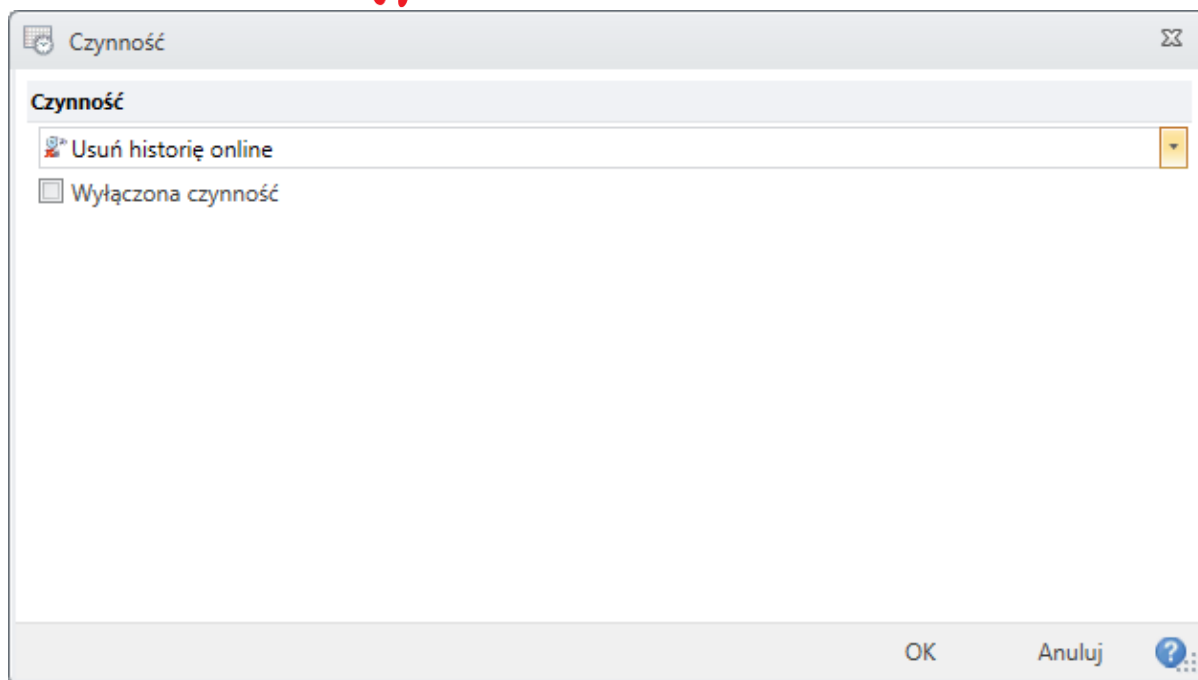 Czynność
Czynność
Usuń historię online
Wyłączona czynność
OK Anuluj